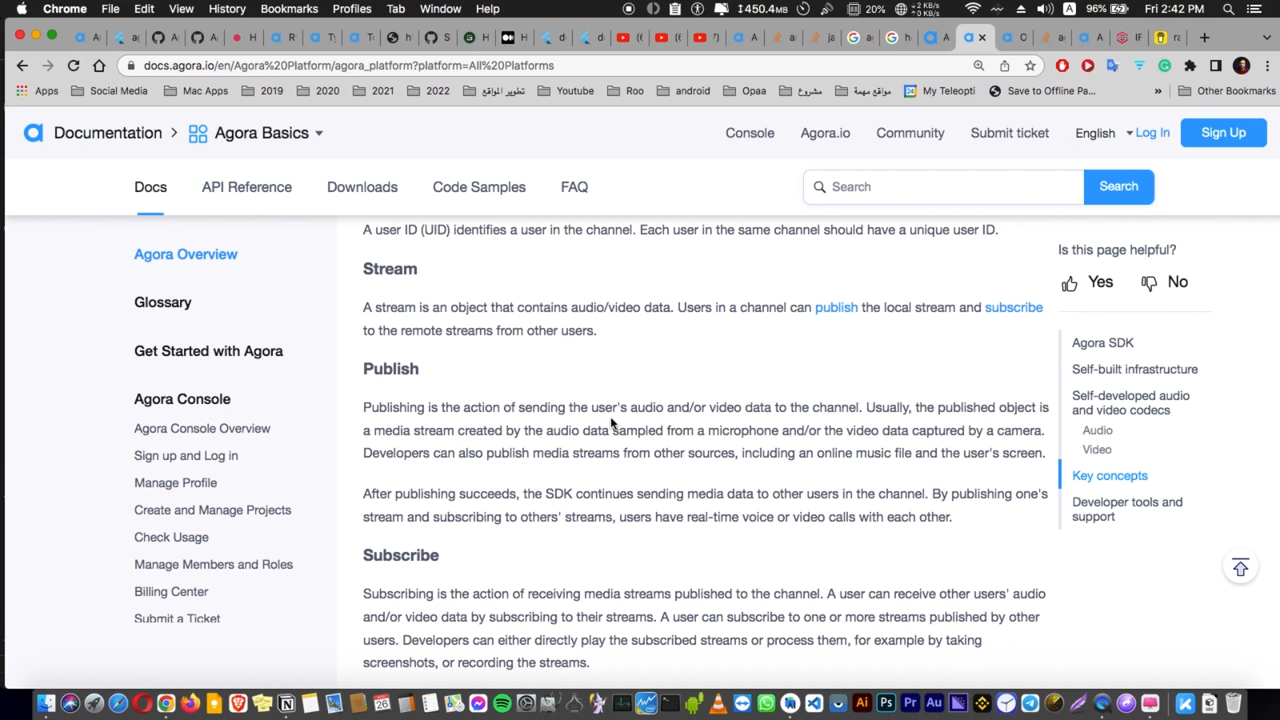 Chrome File Edit View History Bookmarks Profiles Tab Window Help
450.4 MB 20% 2 KB/s 0 KB/s A 96% Fri 2:42 PM
docs.agora.io/en/Agora%20Platform/agora_platform?platform=All%20Platforms
Apps Social Media Mac Apps 2019 2020 2021 2022 تطوير المواقع Youtube Roo android Opaa مشروع مواقع مهمة My Teleopti Save to Offline Pa... » Other Bookmarks
Documentation > Agora Basics
Console Agora.io Community Submit ticket English Log In Sign Up
Docs API Reference Downloads Code Samples FAQ
Search Search
Agora Overview
Glossary
Get Started with Agora
Agora Console
Agora Console Overview
Sign up and Log in
Manage Profile
Create and Manage Projects
Check Usage
Manage Members and Roles
Billing Center
Submit a Ticket
A user ID (UID) identifies a user in the channel. Each user in the same channel should have a unique user ID.
Stream
A stream is an object that contains audio/video data. Users in a channel can publish the local stream and subscribe
to the remote streams from other users.
Publish
Publishing is the action of sending the user's audio and/or video data to the channel. Usually, the published object is
a media stream created by the audio data sampled from a microphone and/or the video data captured by a camera.
Developers can also publish media streams from other sources, including an online music file and the user's screen.
After publishing succeeds, the SDK continues sending media data to other users in the channel. By publishing one's
stream and subscribing to others' streams, users have real-time voice or video calls with each other.
Subscribe
Subscribing is the action of receiving media streams published to the channel. A user can receive other users' audio
and/or video data by subscribing to their streams. A user can subscribe to one or more streams published by other
users. Developers can either directly play the subscribed streams or process them, for example by taking
screenshots, or recording the streams.
Is this page helpful?
Yes No
Agora SDK
Self-built infrastructure
Self-developed audio
and video codecs
Audio
Video
Key concepts
Developer tools and
support